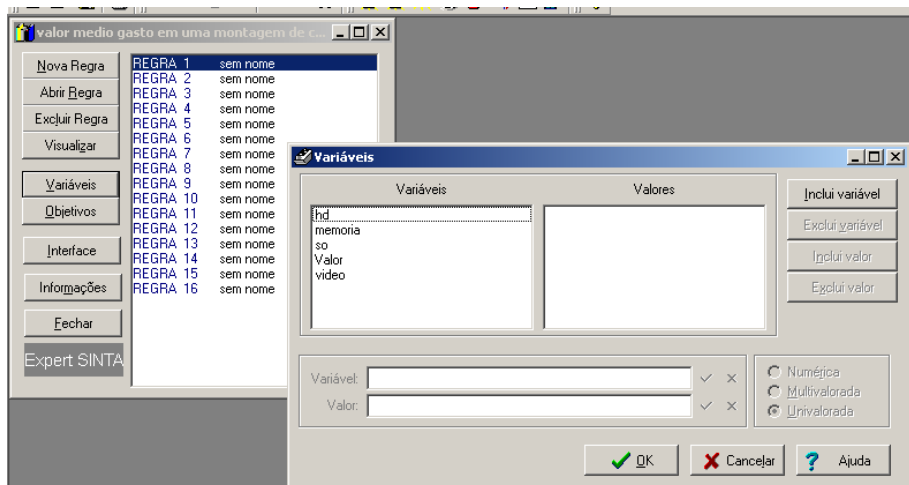 valor medio gasto em uma montagem de c...
Nova Regra
Abrir Regra
Excluir Regra
Visualizar
Variáveis
Objetivos
Interface
Informações
Fechar
Expert SINTA
REGRA 1 sem nome
REGRA 2 sem nome
REGRA 3 sem nome
REGRA 4 sem nome
REGRA 5 sem nome
REGRA 6 sem nome
REGRA 7 sem nome
REGRA 8 sem nome
REGRA 9 sem nome
REGRA 10 sem nome
REGRA 11 sem nome
REGRA 12 sem nome
REGRA 13 sem nome
REGRA 14 sem nome
REGRA 15 sem nome
REGRA 16 sem nome
Variáveis
Variáveis
Valores
hd
memoria
so
Valor
video
Inclui variável
Exclui variável
Inclui valor
Exclui valor
Variável:
Valor:
Numérica
Multivalorada
Univalorada
OK
Cancelar
Ajuda